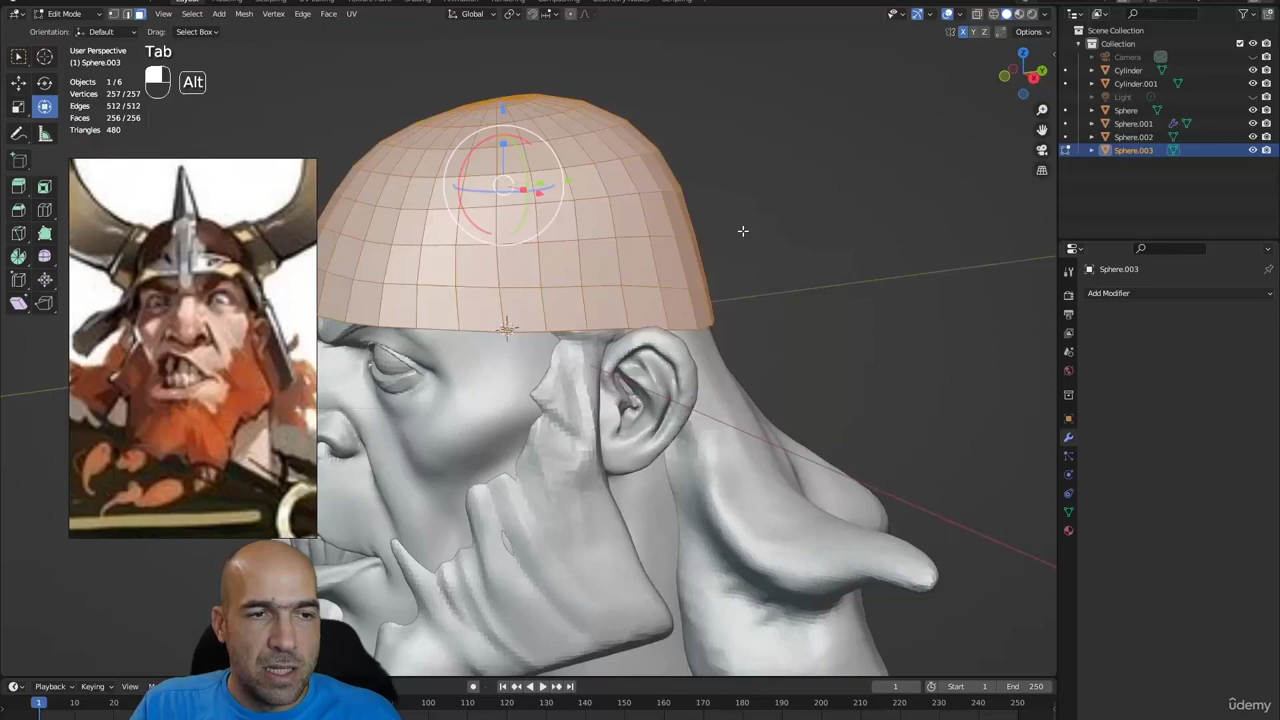 Edit Mode
View Select Add Mesh Vertex Edge Face UV
Global
Orientation: Default Drag: Select Box
X Y Z Options
User Perspective
(1) Sphere.003
Tab
Alt
Objects 1/6
Vertices 257/257
Edges 512/512
Faces 256/256
Triangles 480
Z
Y
X
Scene Collection
Collection
Camera
Cylinder
Cylinder.001
Light
Sphere
Sphere.001
Sphere.002
Sphere.003
Sphere.003
Add Modifier
Playback Keying View
1 Start 1 End 250
1 10 20 100 110 120 130 140 150 160 170 180 190 200 210 220 230 240 250
ûdemy